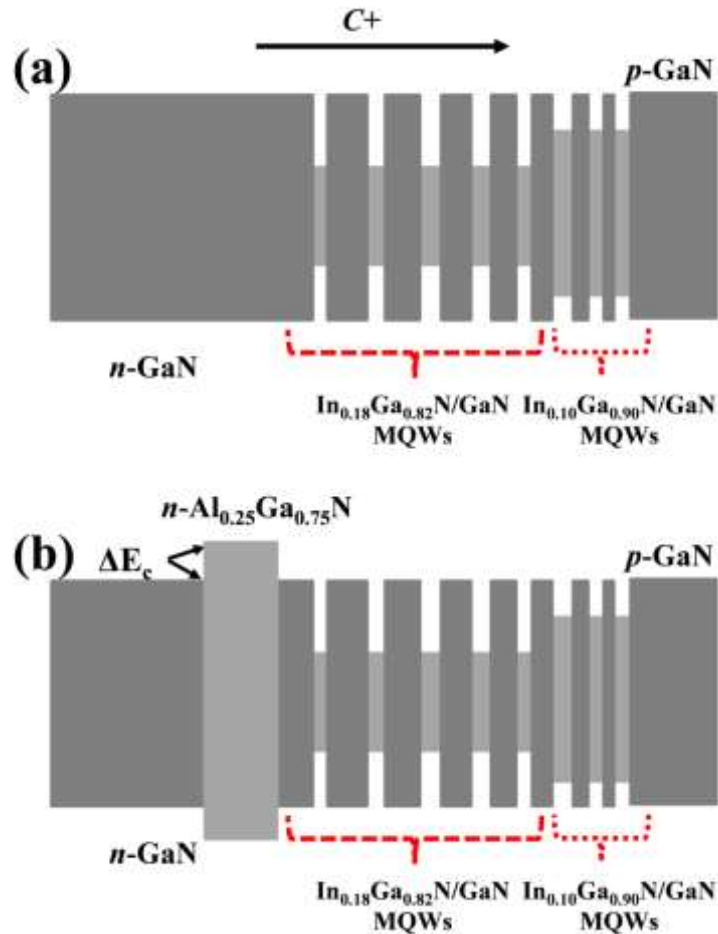 C+
(a)
p-GaN
n-GaN
In₀.₁₈Ga₀.₈₂N/GaN
MQWs
In₀.₁₀Ga₀.₉₀N/GaN
MQWs
n-Al₀.₂₅Ga₀.₇₅N
(b)
ΔE_c
p-GaN
n-GaN
In₀.₁₈Ga₀.₈₂N/GaN
MQWs
In₀.₁₀Ga₀.₉₀N/GaN
MQWs